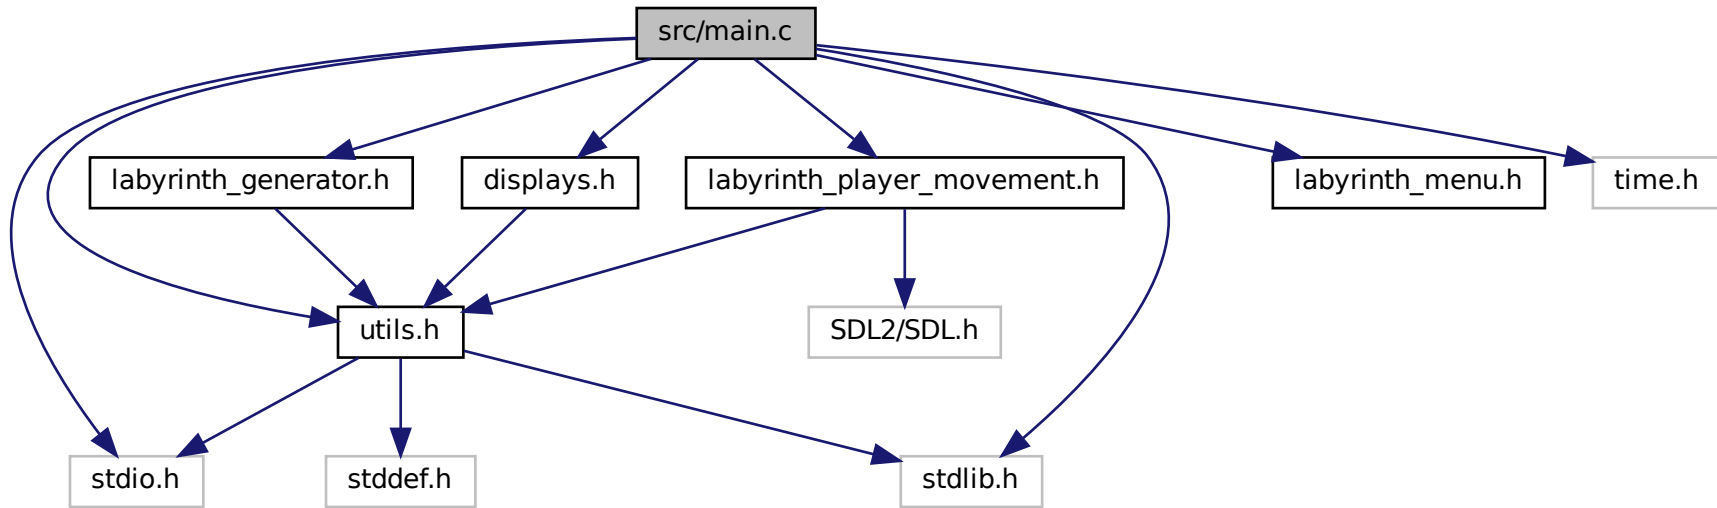 src/main.c
labyrinth_generator.h
displays.h
labyrinth_player_movement.h
labyrinth_menu.h
time.h
utils.h
SDL2/SDL.h
stdio.h
stddef.h
stdlib.h